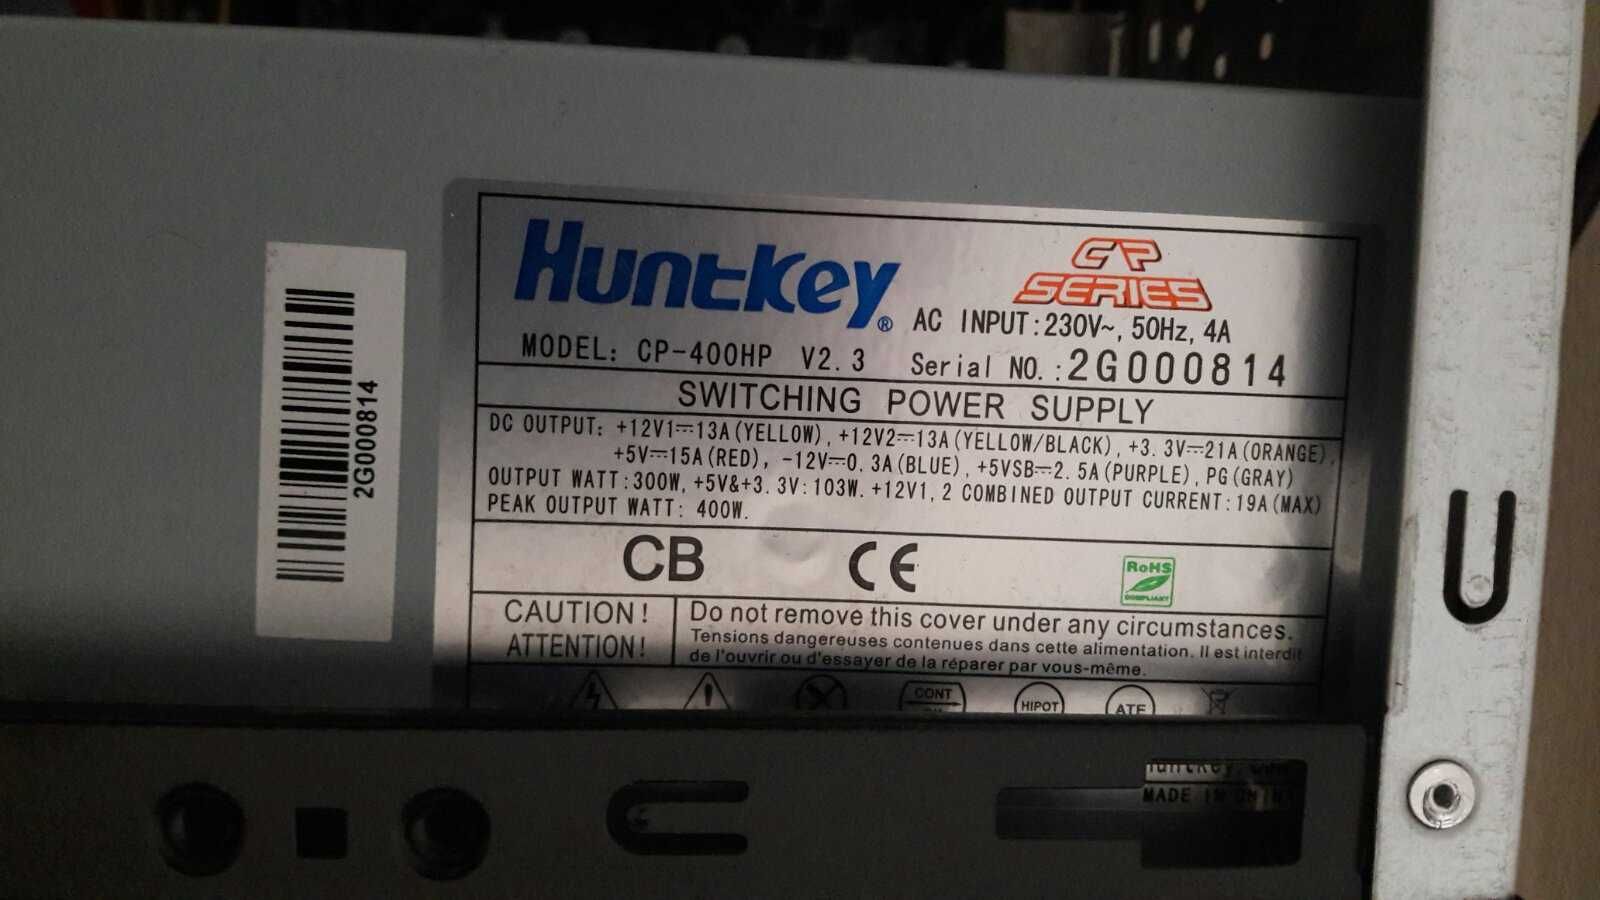 2G000814
Huntkey®
CP
SERIES
AC INPUT:230V~, 50Hz, 4A
MODEL: CP-400HP V2.3
Serial NO.:2G000814
SWITCHING POWER SUPPLY
DC OUTPUT: +12V1⎓13A(YELLOW), +12V2⎓13A(YELLOW/BLACK), +3.3V⎓21A(ORANGE),
+5V⎓15A(RED), -12V⎓0.3A(BLUE), +5VSB⎓2.5A(PURPLE), PG(GRAY)
OUTPUT WATT:300W, +5V&+3.3V:103W. +12V1, 2 COMBINED OUTPUT CURRENT:19A(MAX)
PEAK OUTPUT WATT: 400W.
CB
CE
RoHS
COMPLIANT
CAUTION!
ATTENTION!
Do not remove this cover under any circumstances.
Tensions dangereuses contenues dans cette alimentation. Il est interdit
de l'ouvrir ou d'essayer de la réparer par vous-même.
CONT
HIPOT
ATE
MADE IN CHINA